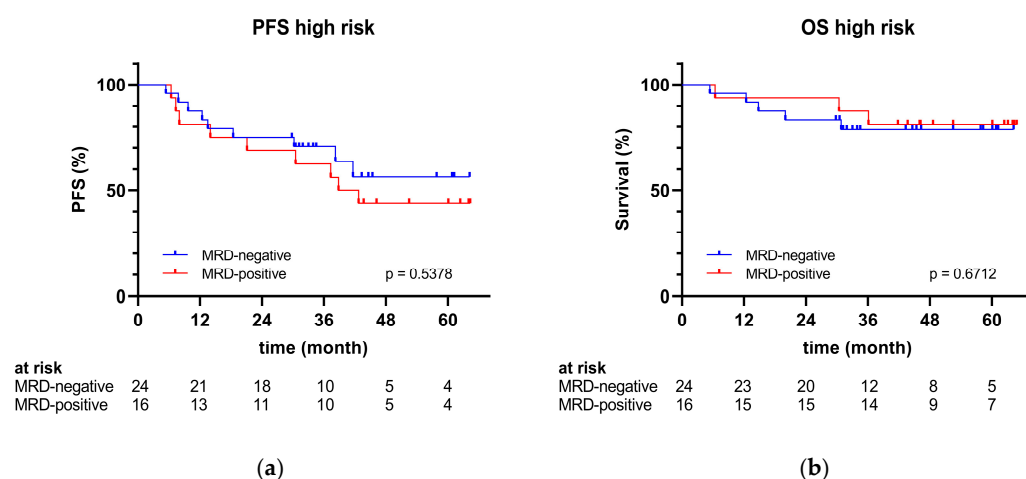 PFS high risk
100
50
0
PFS (%)
MRD-negative
MRD-positive
p = 0.5378
0 12 24 36 48 60
time (month)
at risk
MRD-negative 24 21 18 10 5 4
MRD-positive 16 13 11 10 5 4
(a)
OS high risk
100
50
0
Survival (%)
MRD-negative
MRD-positive
p = 0.6712
0 12 24 36 48 60
time (month)
at risk
MRD-negative 24 23 20 12 8 5
MRD-positive 16 15 15 14 9 7
(b)